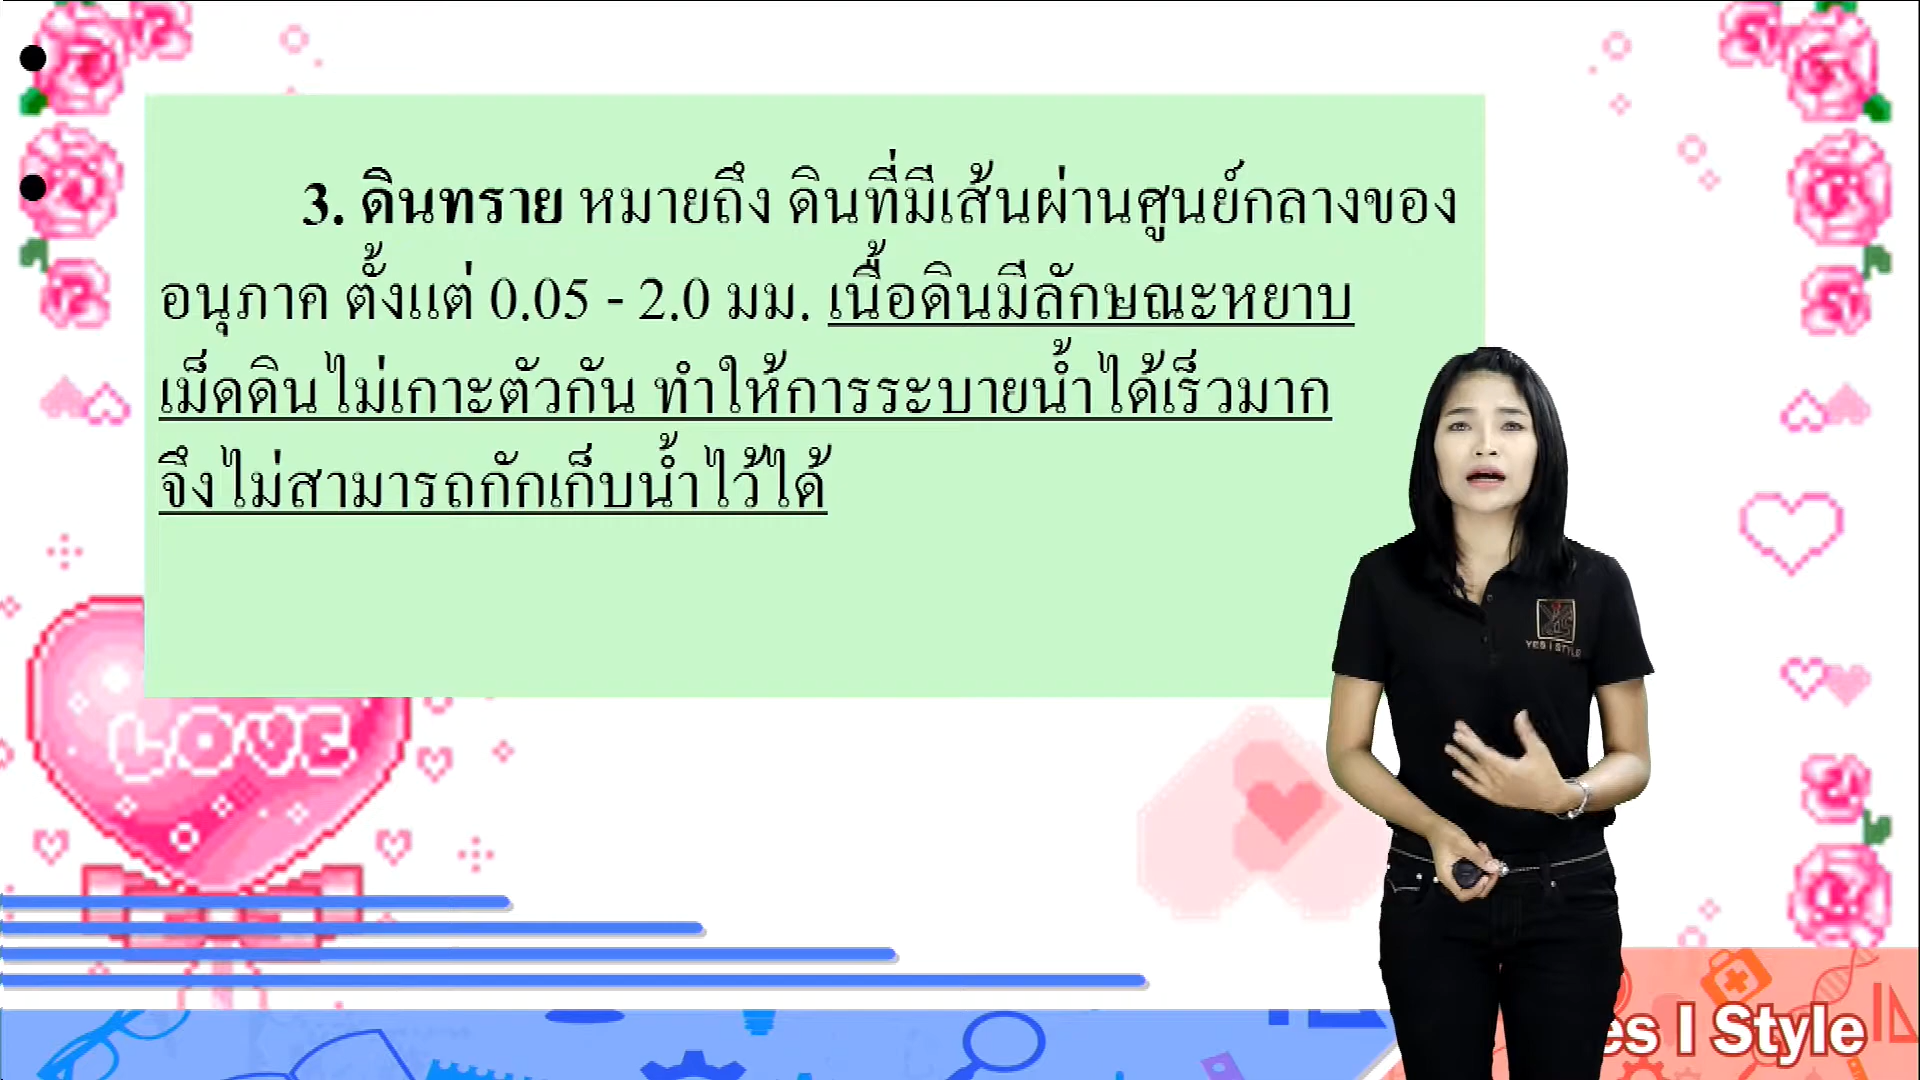 3. ดินทราย หมายถึง ดินที่มีเส้นผ่านศูนย์กลางของ
อนุภาค ตั้งแต่ 0.05 - 2.0 มม. เนื้อดินมีลักษณะหยาบ
เม็ดดินไม่เกาะตัวกัน ทำให้การระบายน้ำได้เร็วมาก
จึงไม่สามารถกักเก็บน้ำไว้ได้
YES I STYLE
LOVE
es I Style